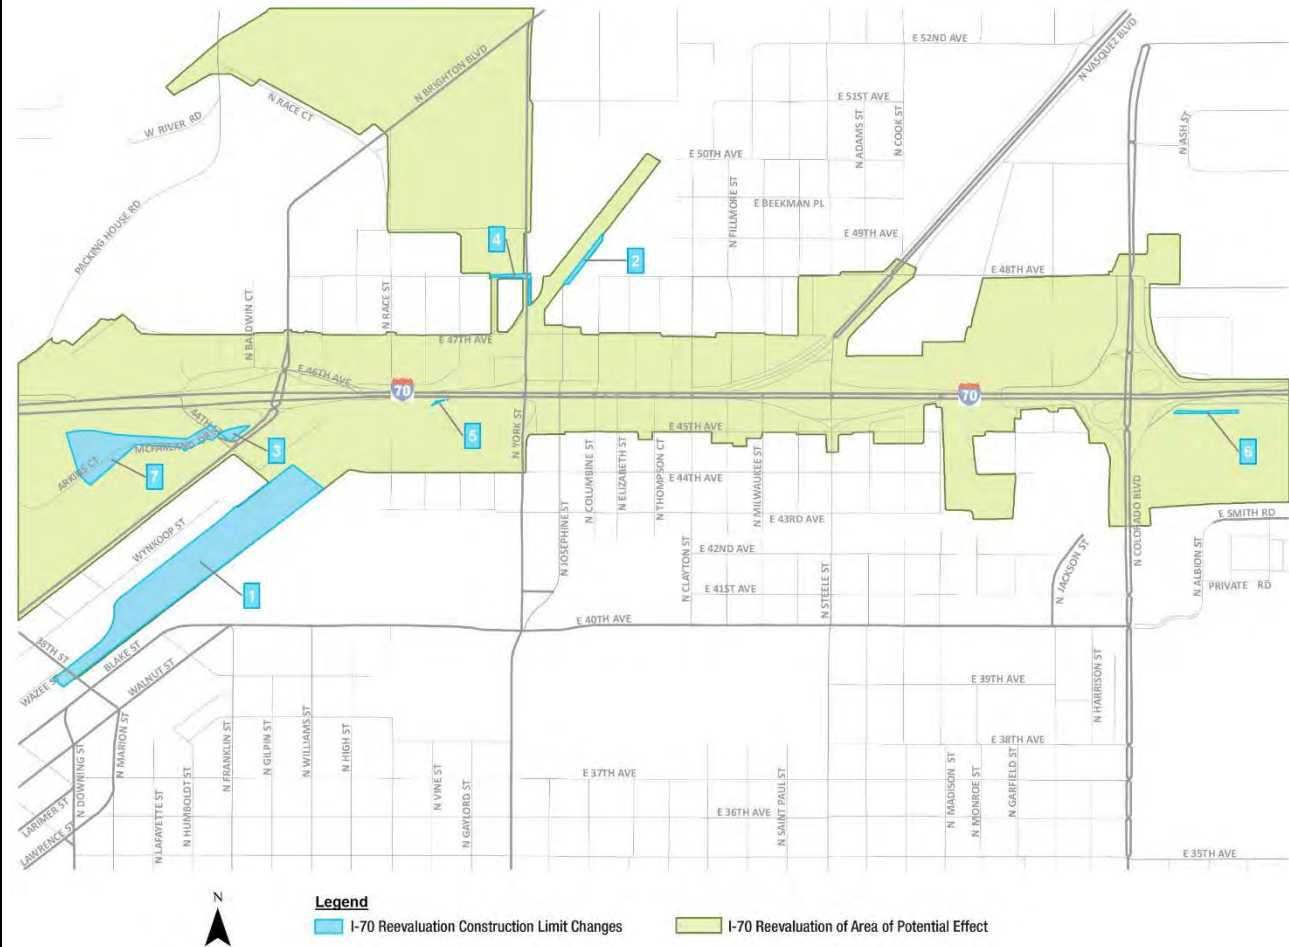 E 52ND AVE
N VASQUEZ BLVD
N BRIGHTON BLVD
E 51ST AVE
N RACE CT
N ADAMS ST
N COOK ST
N ASH ST
W RIVER RD
E 50TH AVE
N FILLMORE ST
E BEEKMAN PL
PACKING HOUSE RD
4
E 49TH AVE
2
E 48TH AVE
N BALDWIN CT
N RACE ST
E 47TH AVE
E 46TH AVE
70
70
44TH S
MCFARLAND DR
3
5
N YORK ST
E 45TH AVE
6
ARKINS CT
7
N COLUMBINE ST
N ELIZABETH ST
N THOMPSON CT
E 44TH AVE
N MILWAUKEE ST
N COLORADO BLVD
WYNKOOP ST
N JOSEPHINE ST
E 43RD AVE
E SMITH RD
E 42ND AVE
N CLAYTON ST
N STEELE ST
N JACKSON ST
N ALBION ST
E 41ST AVE
PRIVATE RD
1
E 40TH AVE
38TH ST
BLAKE ST
WALNUT ST
WAZEE S
E 39TH AVE
N HARRISON ST
N DOWNING ST
N MARION ST
N FRANKLIN ST
N GILPIN ST
N WILLIAMS ST
N HIGH ST
E 38TH AVE
E 37TH AVE
N LAFAYETTE ST
N HUMBOLDT ST
N VINE ST
N GAYLORD ST
N SAINT PAUL ST
N MADISON ST
N MONROE ST
N GARFIELD ST
LARIMER ST
E 36TH AVE
LAWRENCE ST
E 35TH AVE
N
Legend
I-70 Reevaluation Construction Limit Changes
I-70 Reevaluation of Area of Potential Effect